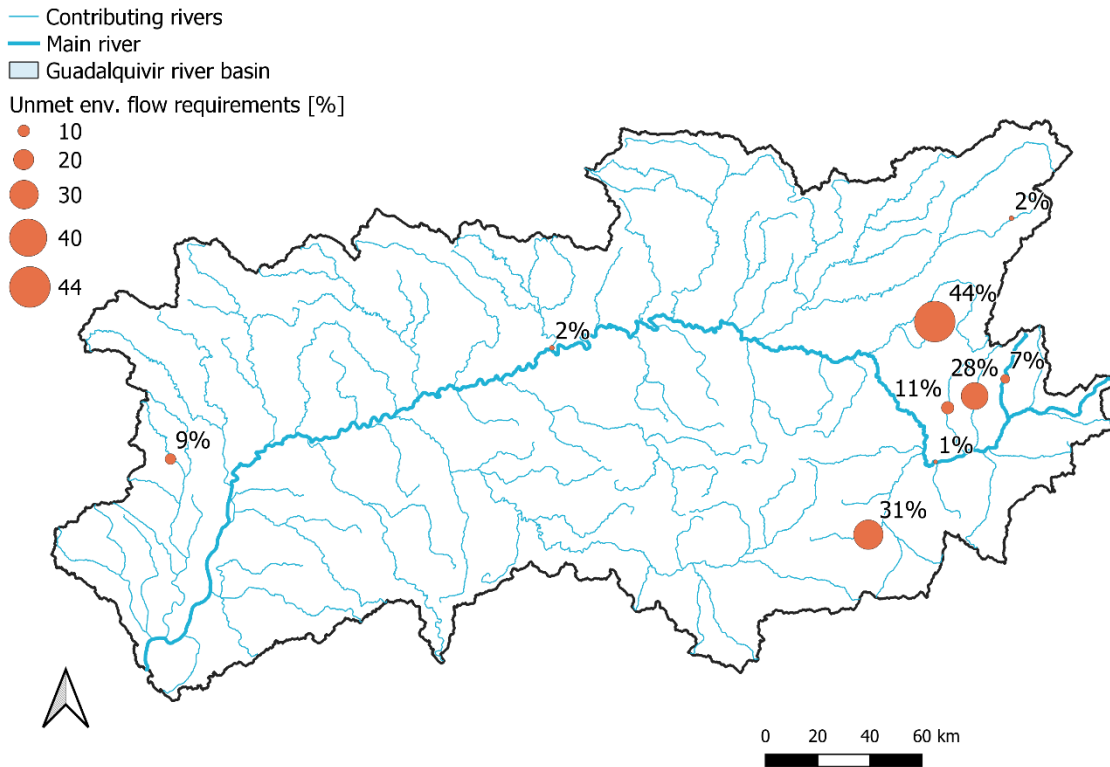 Contributing rivers
Main river
Guadalquivir river basin
Unmet env. flow requirements [%]
10
20
30
40
44
2%
44%
2%
28%
7%
11%
9%
1%
31%
0 20 40 60 km